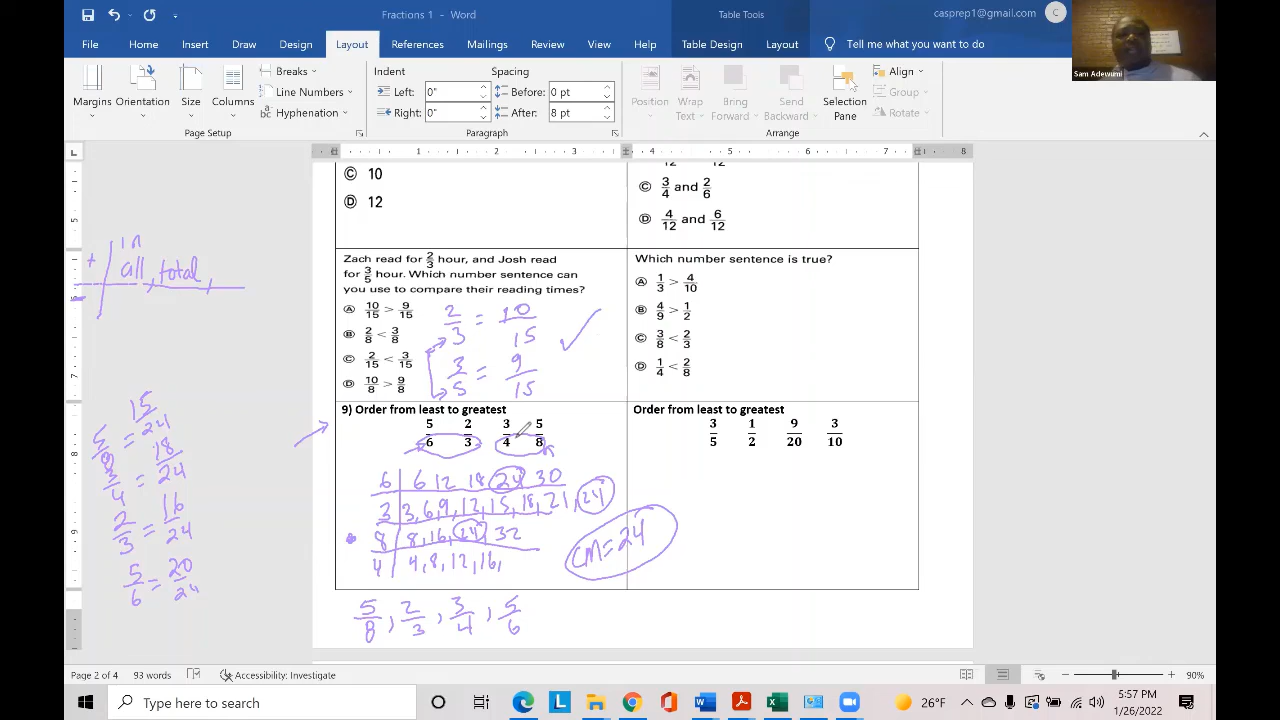 Fractions 1 - Word
Table Tools
casprep1@gmail.com
C
File Home Insert Draw Design Layout References Mailings Review View Help Table Design Layout Tell me what you want to do
Sam Adewumi
Margins Orientation Size Columns
Breaks
Line Numbers
Hyphenation
Page Setup
Indent Spacing
Left: 0" Before: 0 pt
Right: 0" After: 8 pt
Paragraph
Position Wrap Text Bring Forward Send Backward Selection Pane
Align
Group
Rotate
Arrange
C 10
D 12
12 12
C 3/4 and 2/6
D 4/12 and 6/12
+ in
all, total,
Zach read for 2/3 hour, and Josh read
for 3/5 hour. Which number sentence can
you use to compare their reading times?
A 10/15 > 9/15
B 2/8 < 3/8
C 2/15 < 3/15
D 10/8 > 9/8
2/3 = 10/15
3/5 = 9/15
Which number sentence is true?
A 1/3 > 4/10
B 4/9 > 1/2
C 3/8 < 2/3
D 1/4 < 2/8
9) Order from least to greatest
5/6 2/3 3/4 5/8
6 6 12 18 24 30
3 3, 6, 9, 12, 15, 18, 21, 24
8 8, 16, 24, 32
4 4, 8, 12, 16,
CM = 24
5/8, 2/3, 3/4, 5/6
5/8 = 15/24
3/4 = 18/24
2/3 = 16/24
5/6 = 20/24
Order from least to greatest
3/5 1/2 9/20 3/10
Page 2 of 4 93 words Accessibility: Investigate
90%
Type here to search
26°F
5:57 PM
1/26/2022